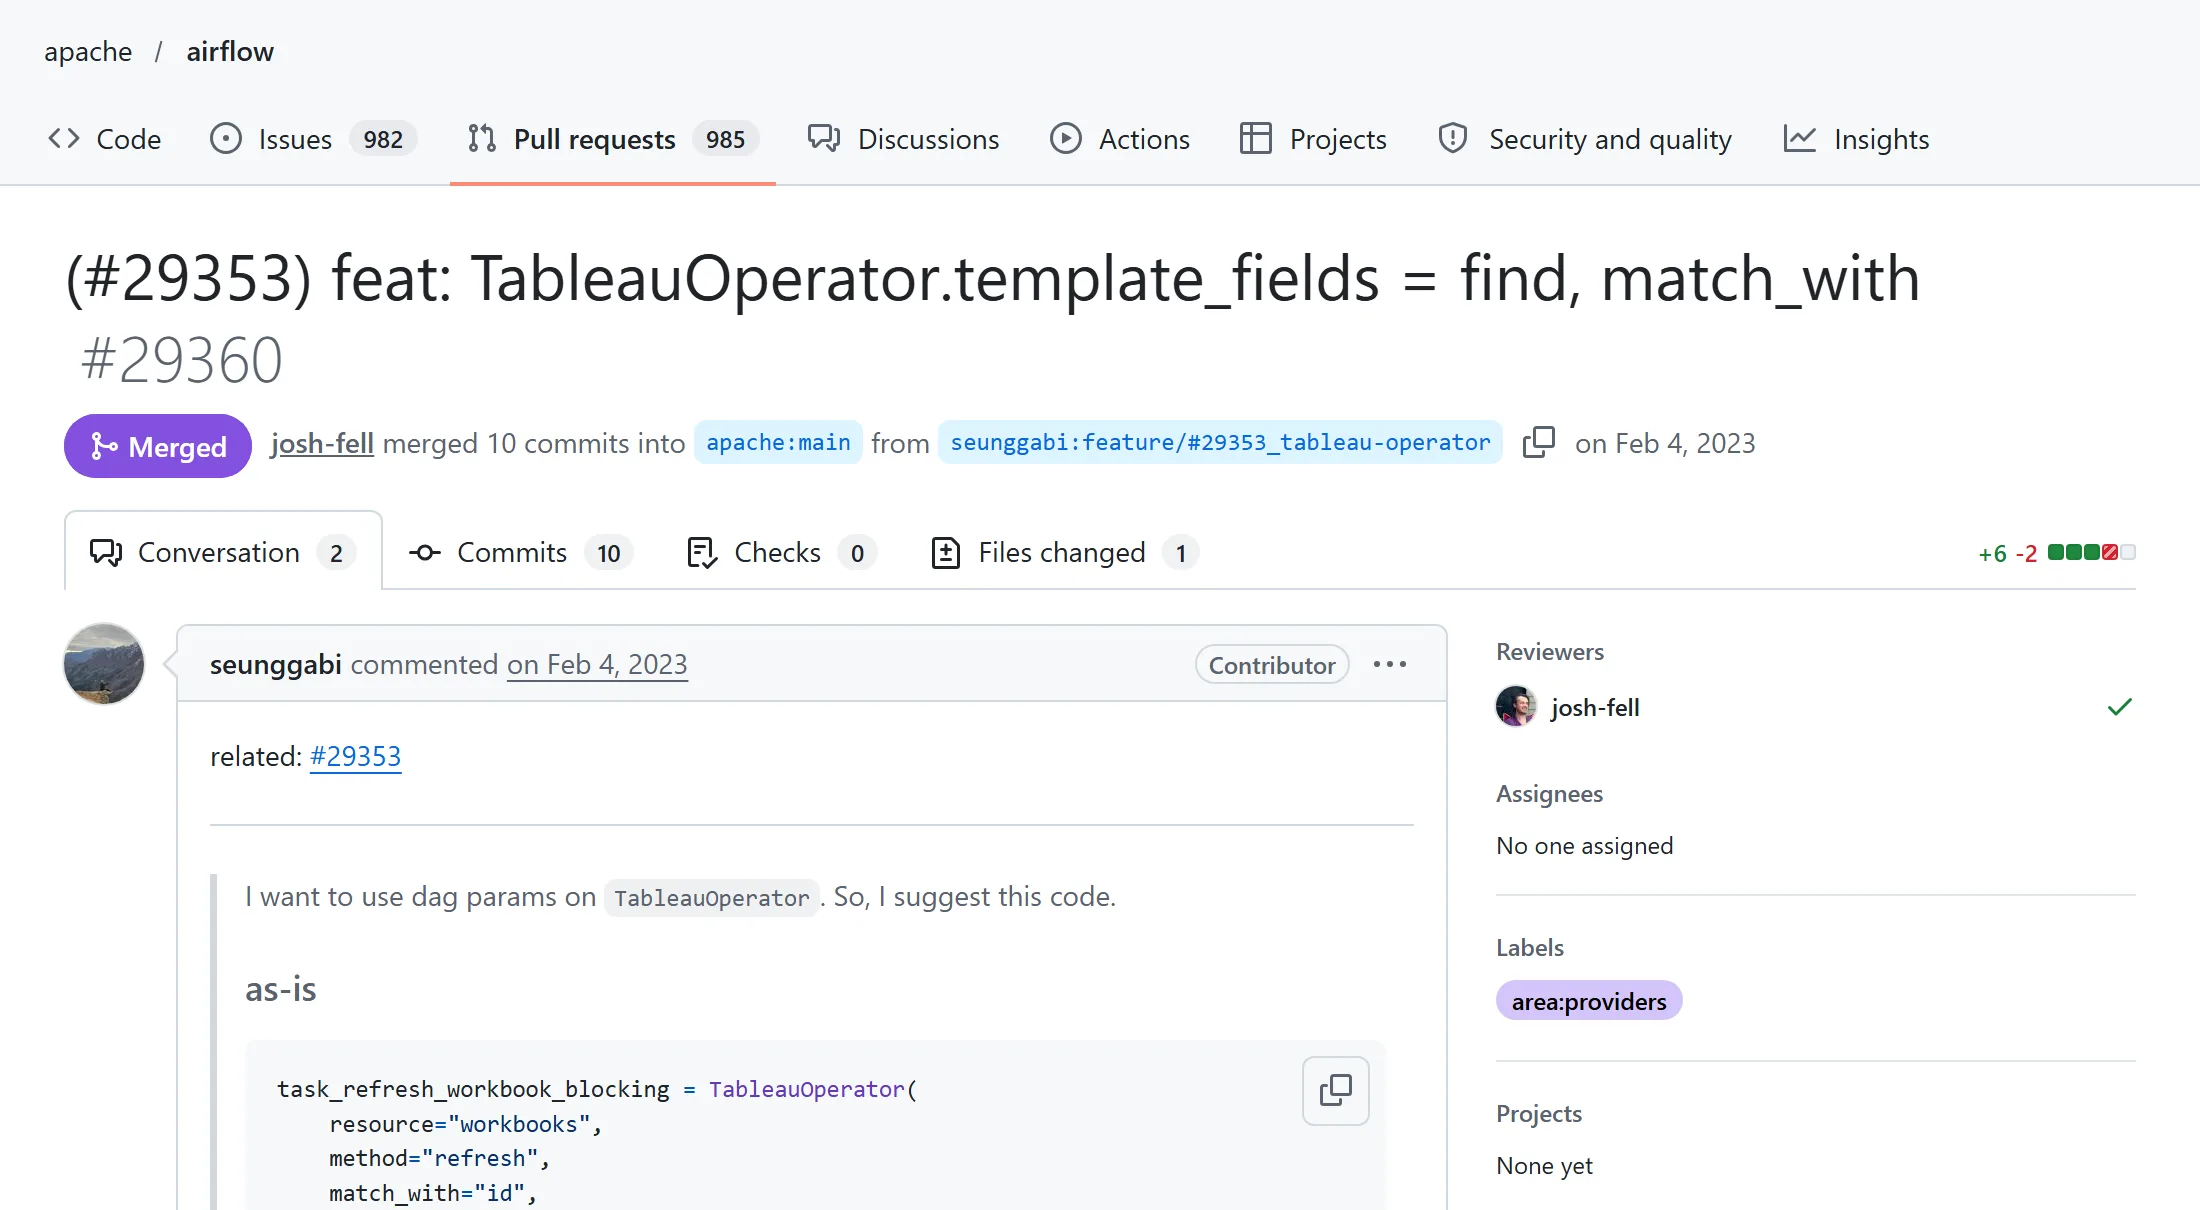 apache / airflow
Code Issues 982 Pull requests 985 Discussions Actions Projects Security and quality Insights
(#29353) feat: TableauOperator.template_fields = find, match_with
#29360
Merged josh-fell merged 10 commits into apache:main from seunggabi:feature/#29353_tableau-operator on Feb 4, 2023
Conversation 2 Commits 10 Checks 0 Files changed 1 +6 -2
seunggabi commented on Feb 4, 2023 Contributor
related: #29353
I want to use dag params on TableauOperator. So, I suggest this code.
as-is
task_refresh_workbook_blocking = TableauOperator(
    resource="workbooks",
    method="refresh",
    match_with="id",
Reviewers
josh-fell
Assignees
No one assigned
Labels
area:providers
Projects
None yet